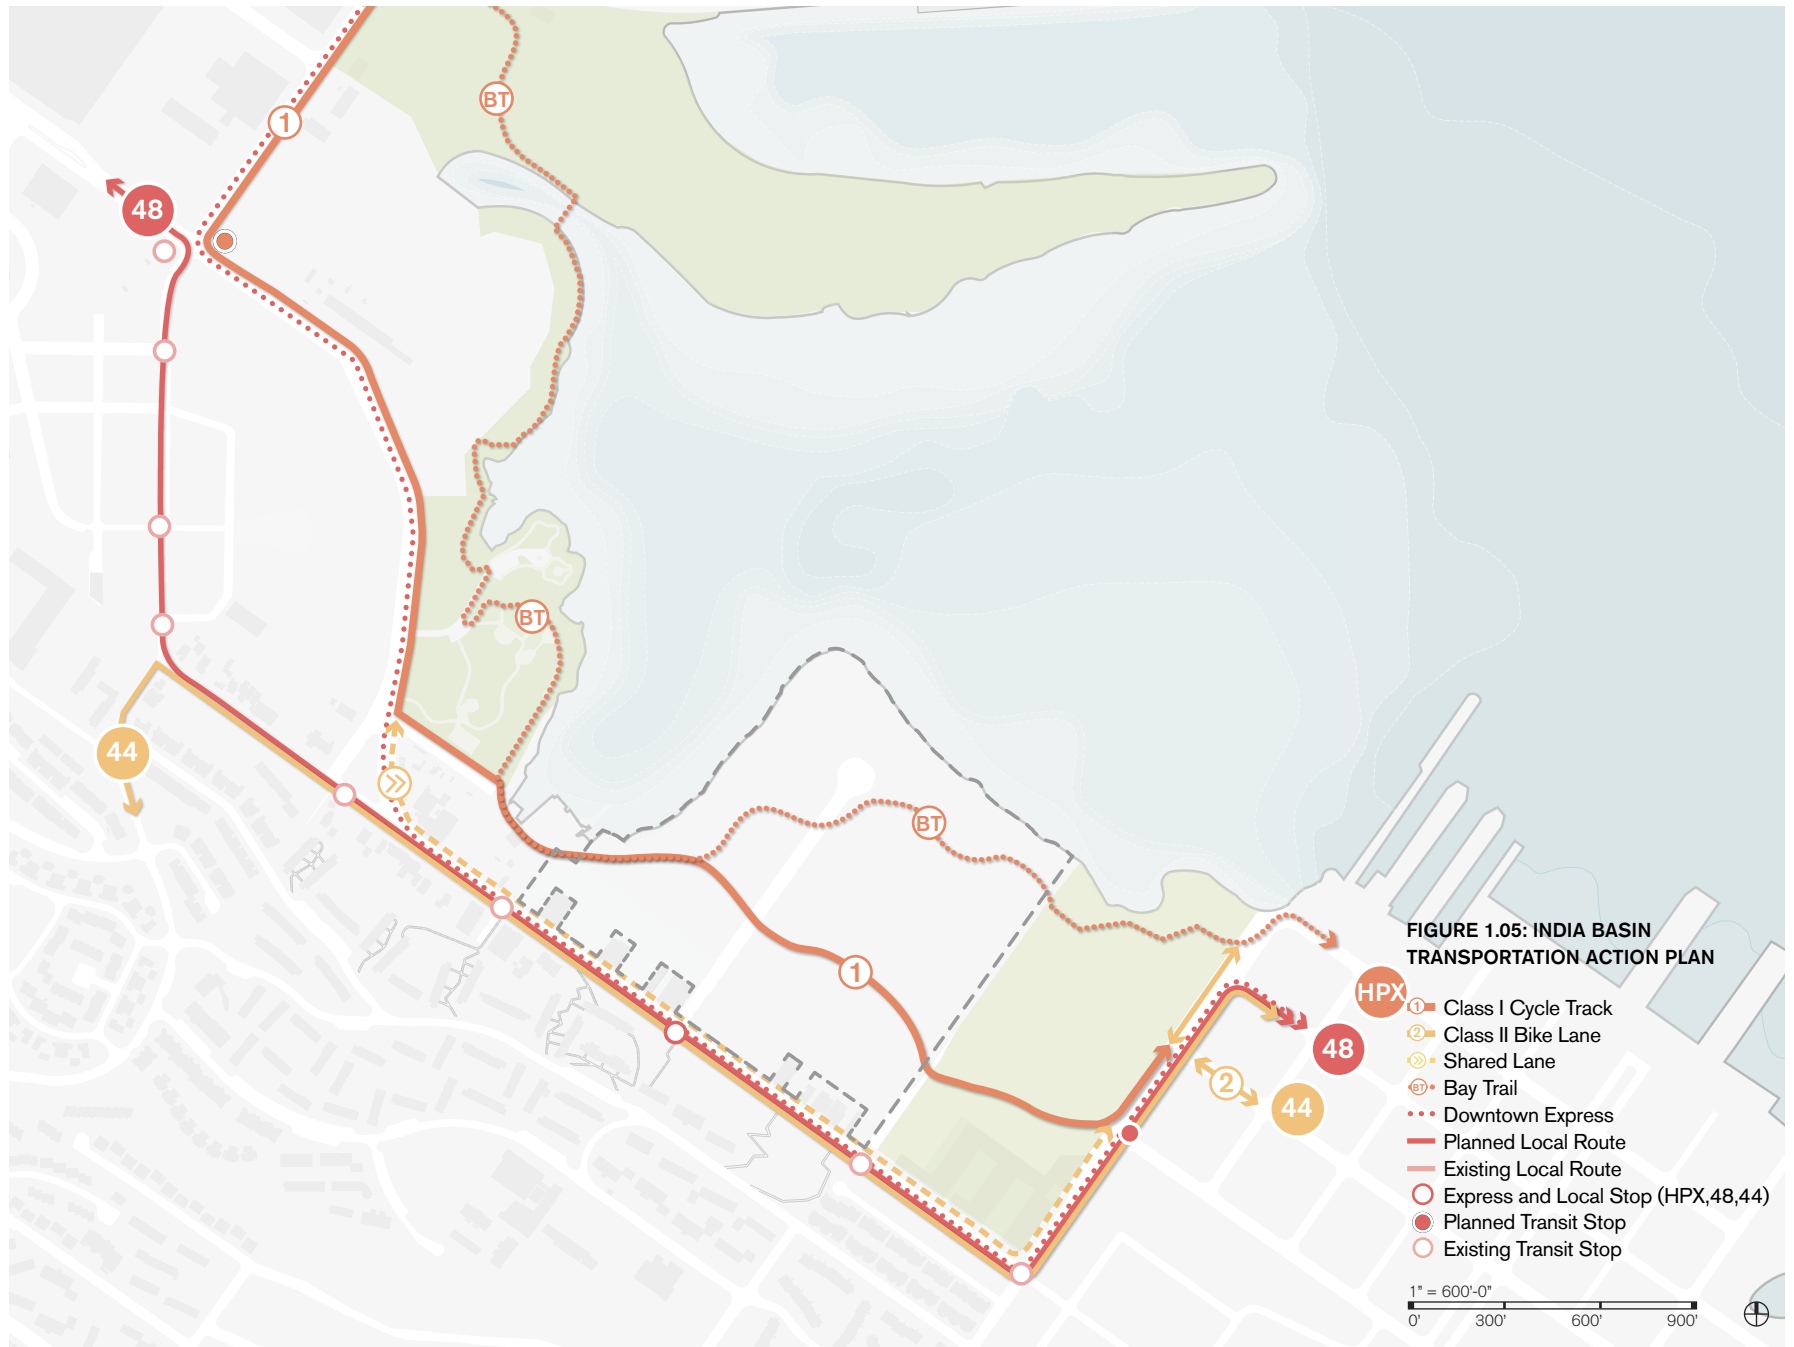 BT
1
48
BT
44
BT
1
2
HPX
48
44
FIGURE 1.05: INDIA BASIN
TRANSPORTATION ACTION PLAN
1 Class I Cycle Track
2 Class II Bike Lane
Shared Lane
BT Bay Trail
Downtown Express
Planned Local Route
Existing Local Route
Express and Local Stop (HPX,48,44)
Planned Transit Stop
Existing Transit Stop
1" = 600'-0"
0' 300' 600' 900'